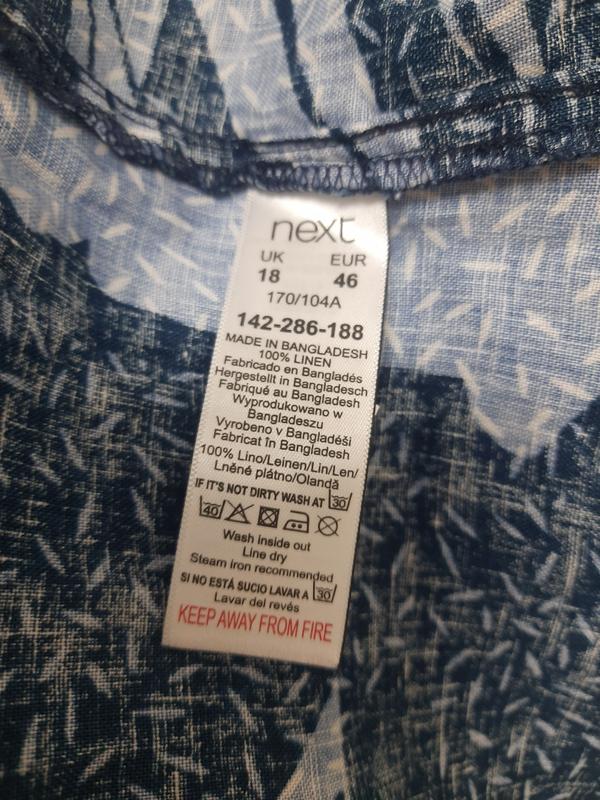 next
UK EUR
18 46
170/104A
142-286-188
MADE IN BANGLADESH
100% LINEN
Fabricado en Bangladés
Hergestellt in Bangladesch
Fabriqué au Bangladesh
Wyprodukowano w
Bangladeszu
Vyrobeno v Bangladéši
Fabricat în Bangladesh
100% Lino/Leinen/Lin/Len/
Lněné plátno/Olandă
IF IT'S NOT DIRTY WASH AT 30
40
Wash inside out
Line dry
Steam iron recommended
SI NO ESTÁ SUCIO LAVAR A 30
Lavar del revés
KEEP AWAY FROM FIRE